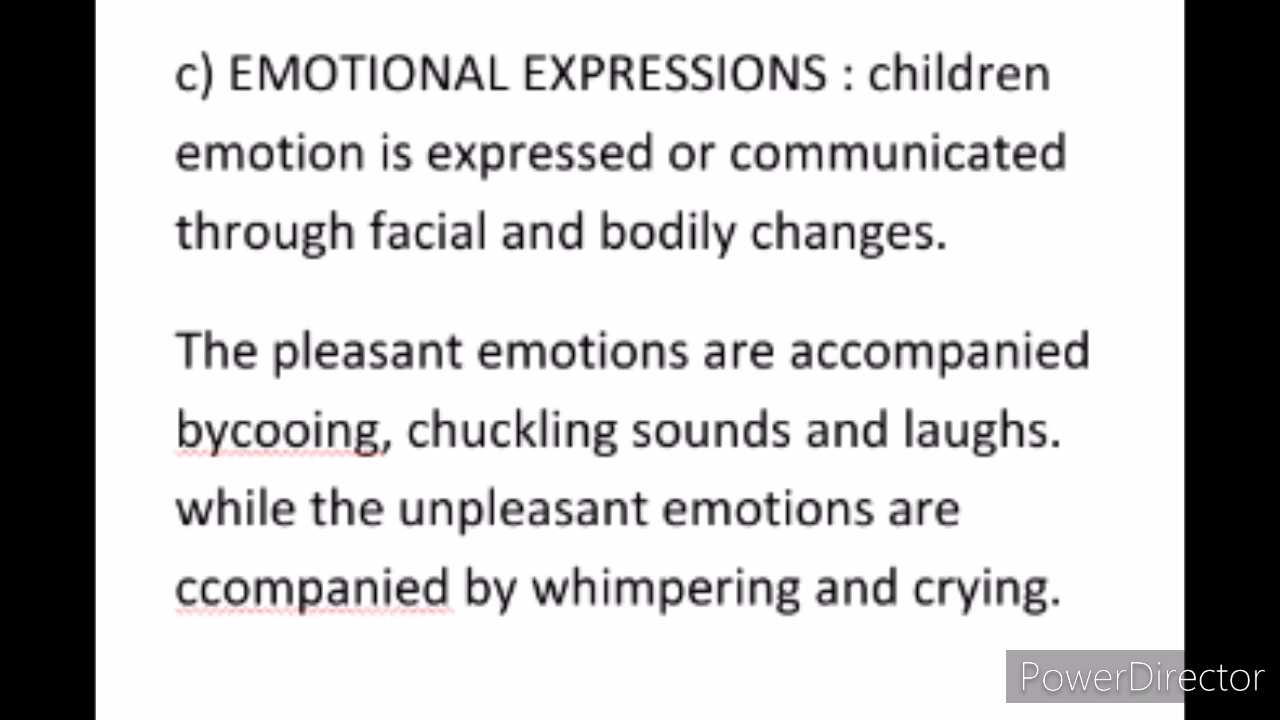 c) EMOTIONAL EXPRESSIONS : children
emotion is expressed or communicated
through facial and bodily changes.
The pleasant emotions are accompanied
bycooing, chuckling sounds and laughs.
while the unpleasant emotions are
ccompanied by whimpering and crying.
PowerDirector